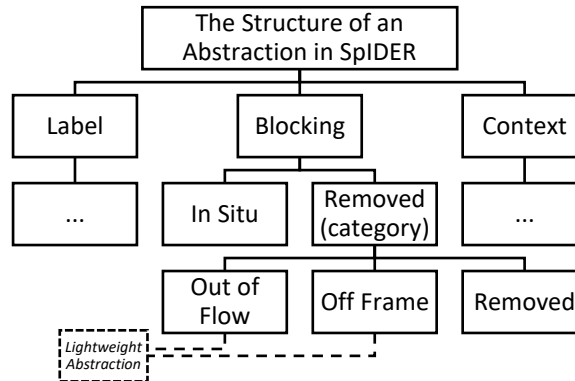 The Structure of an
Abstraction in SpIDER
Label
Blocking
Context
...
In Situ
Removed
(category)
...
Out of
Flow
Off Frame
Removed
Lightweight
Abstraction